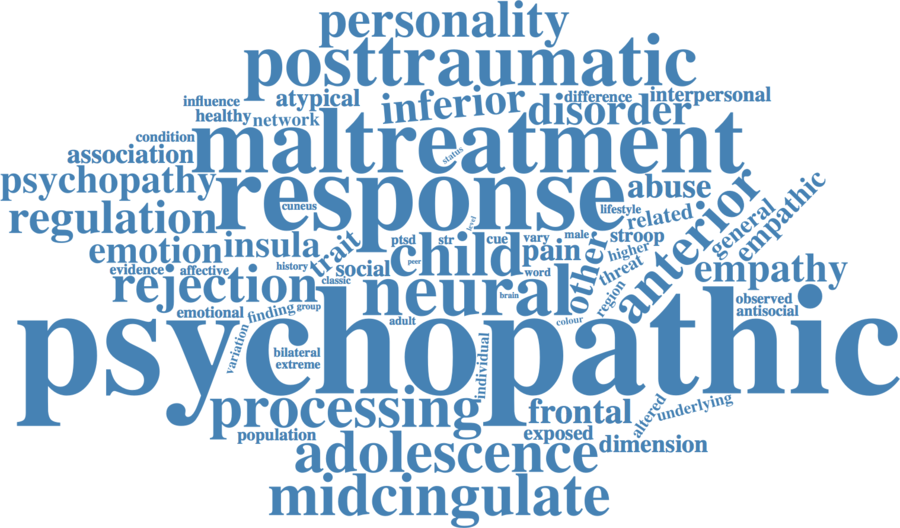 personality
posttraumatic
influence
atypical
inferior
disorder
difference
interpersonal
healthy
network
condition
maltreatment
status
association
psychopathy
response
cuneus
abuse
anterior
empathic
regulation
level
lifestyle
related
general
emotion
insula
trait
ptsd
str
cue
vary
male
stroop
child
pain
other
higher
evidence
affective
history
social
peer
word
threat
empathy
rejection
classic
neural
brain
region
observed
antisocial
emotional
finding
group
adult
colour
psychopathic
variation
bilateral
extreme
individual
processing
frontal
altered
underlying
population
adolescence
exposed
dimension
midcingulate